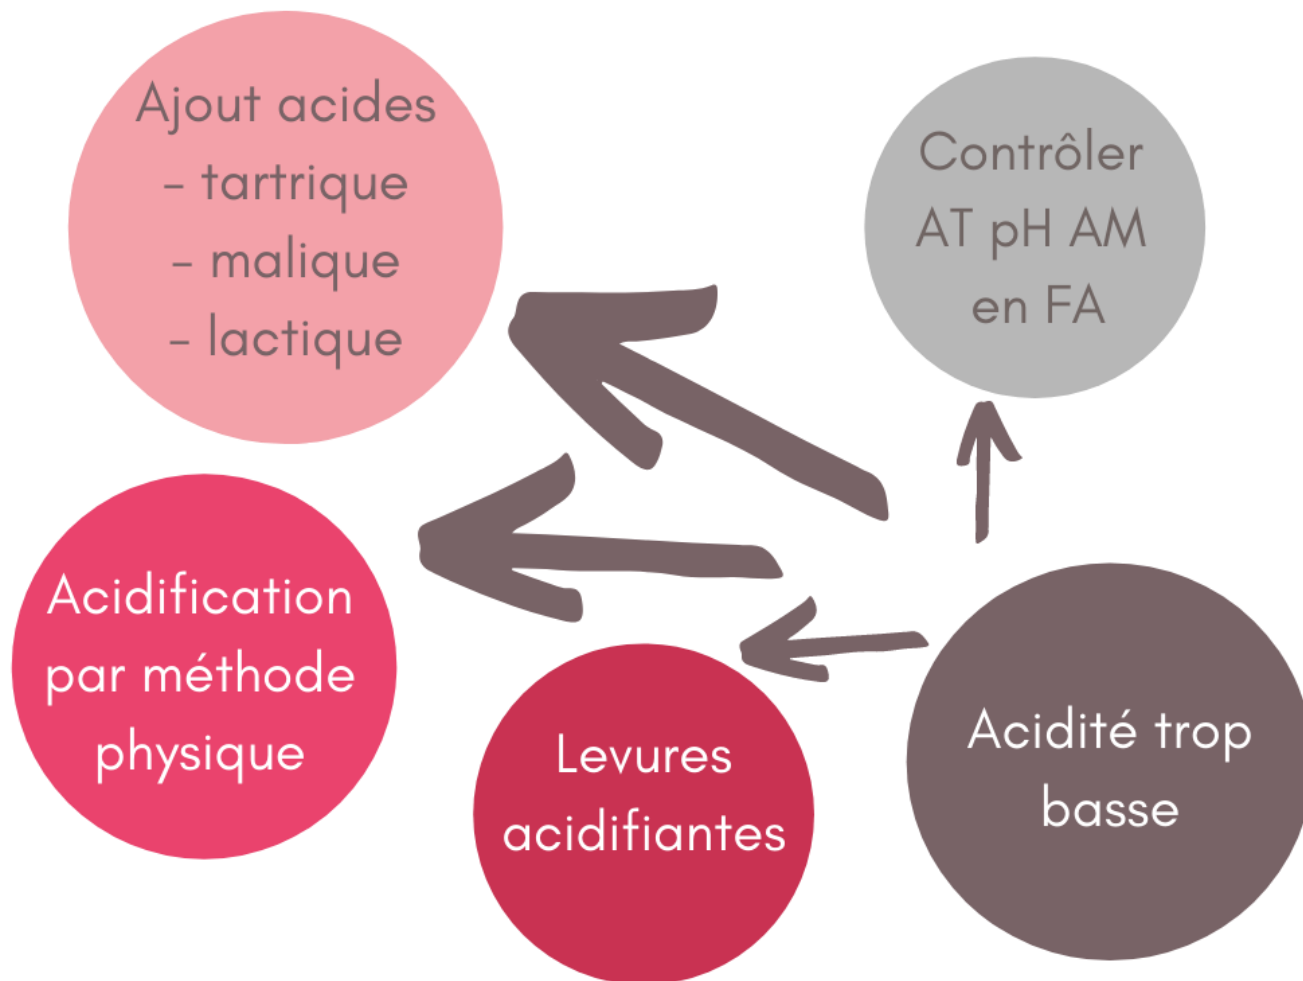 Ajout acides
- tartrique
- malique
- lactique
Contrôler
AT pH AM
en FA
Acidification
par méthode
physique
Levures
acidifiantes
Acidité trop
basse